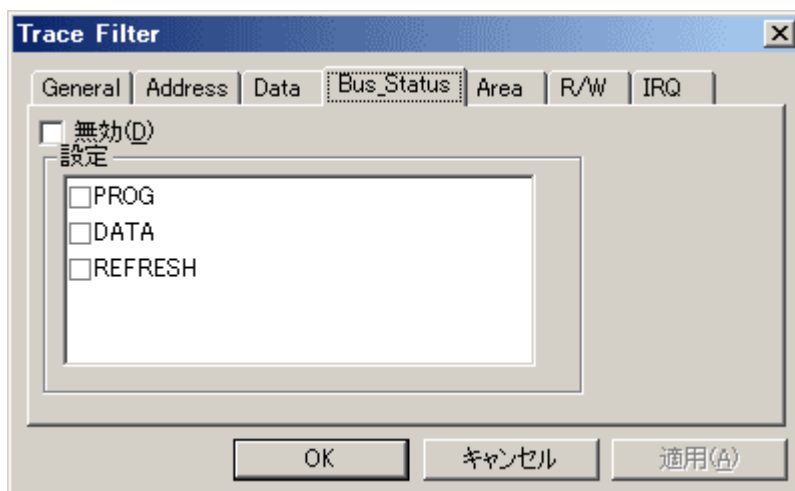 Trace Filter
General Address Data Bus_Status Area R/W IRQ
無効(D)
設定
PROG
DATA
REFRESH
OK キャンセル 適用(A)